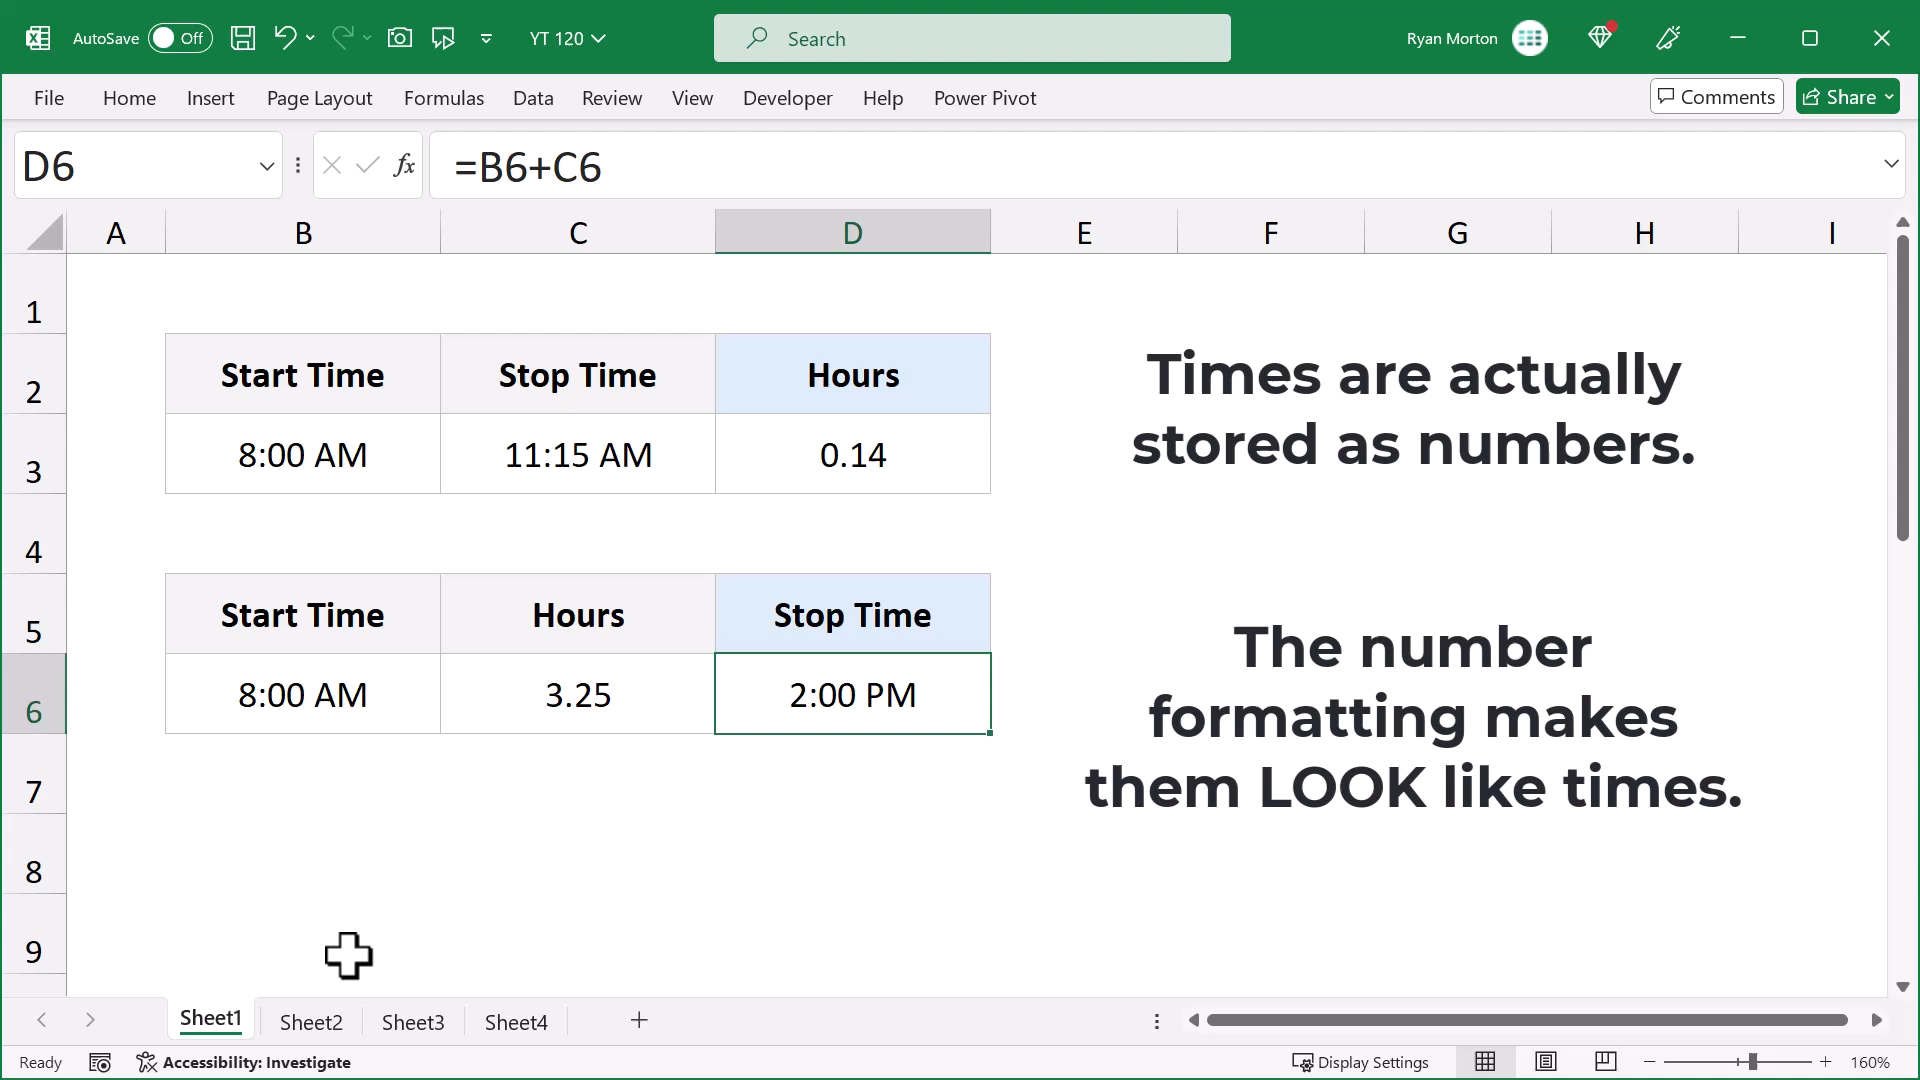 AutoSave Off YT 120 Search Ryan Morton
File Home Insert Page Layout Formulas Data Review View Developer Help Power Pivot Comments Share
D6 fx =B6+C6
A B C D E F G H I
1
2 Start Time Stop Time Hours
3 8:00 AM 11:15 AM 0.14
4
5 Start Time Hours Stop Time
6 8:00 AM 3.25 2:00 PM
7
8
9
Times are actually
stored as numbers.
The number
formatting makes
them LOOK like times.
Sheet1 Sheet2 Sheet3 Sheet4
Ready Accessibility: Investigate Display Settings 160%